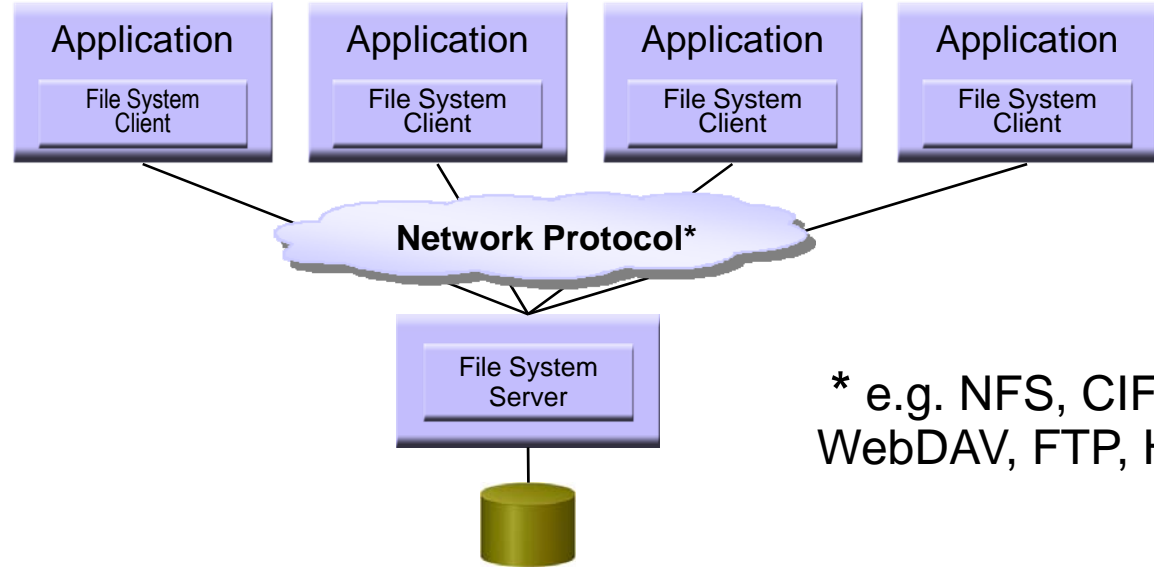 Application
File System
Client
Application
File System
Client
Application
File System
Client
Application
File System
Client
Network Protocol*
File System
Server
* e.g. NFS, CIF
WebDAV, FTP, H